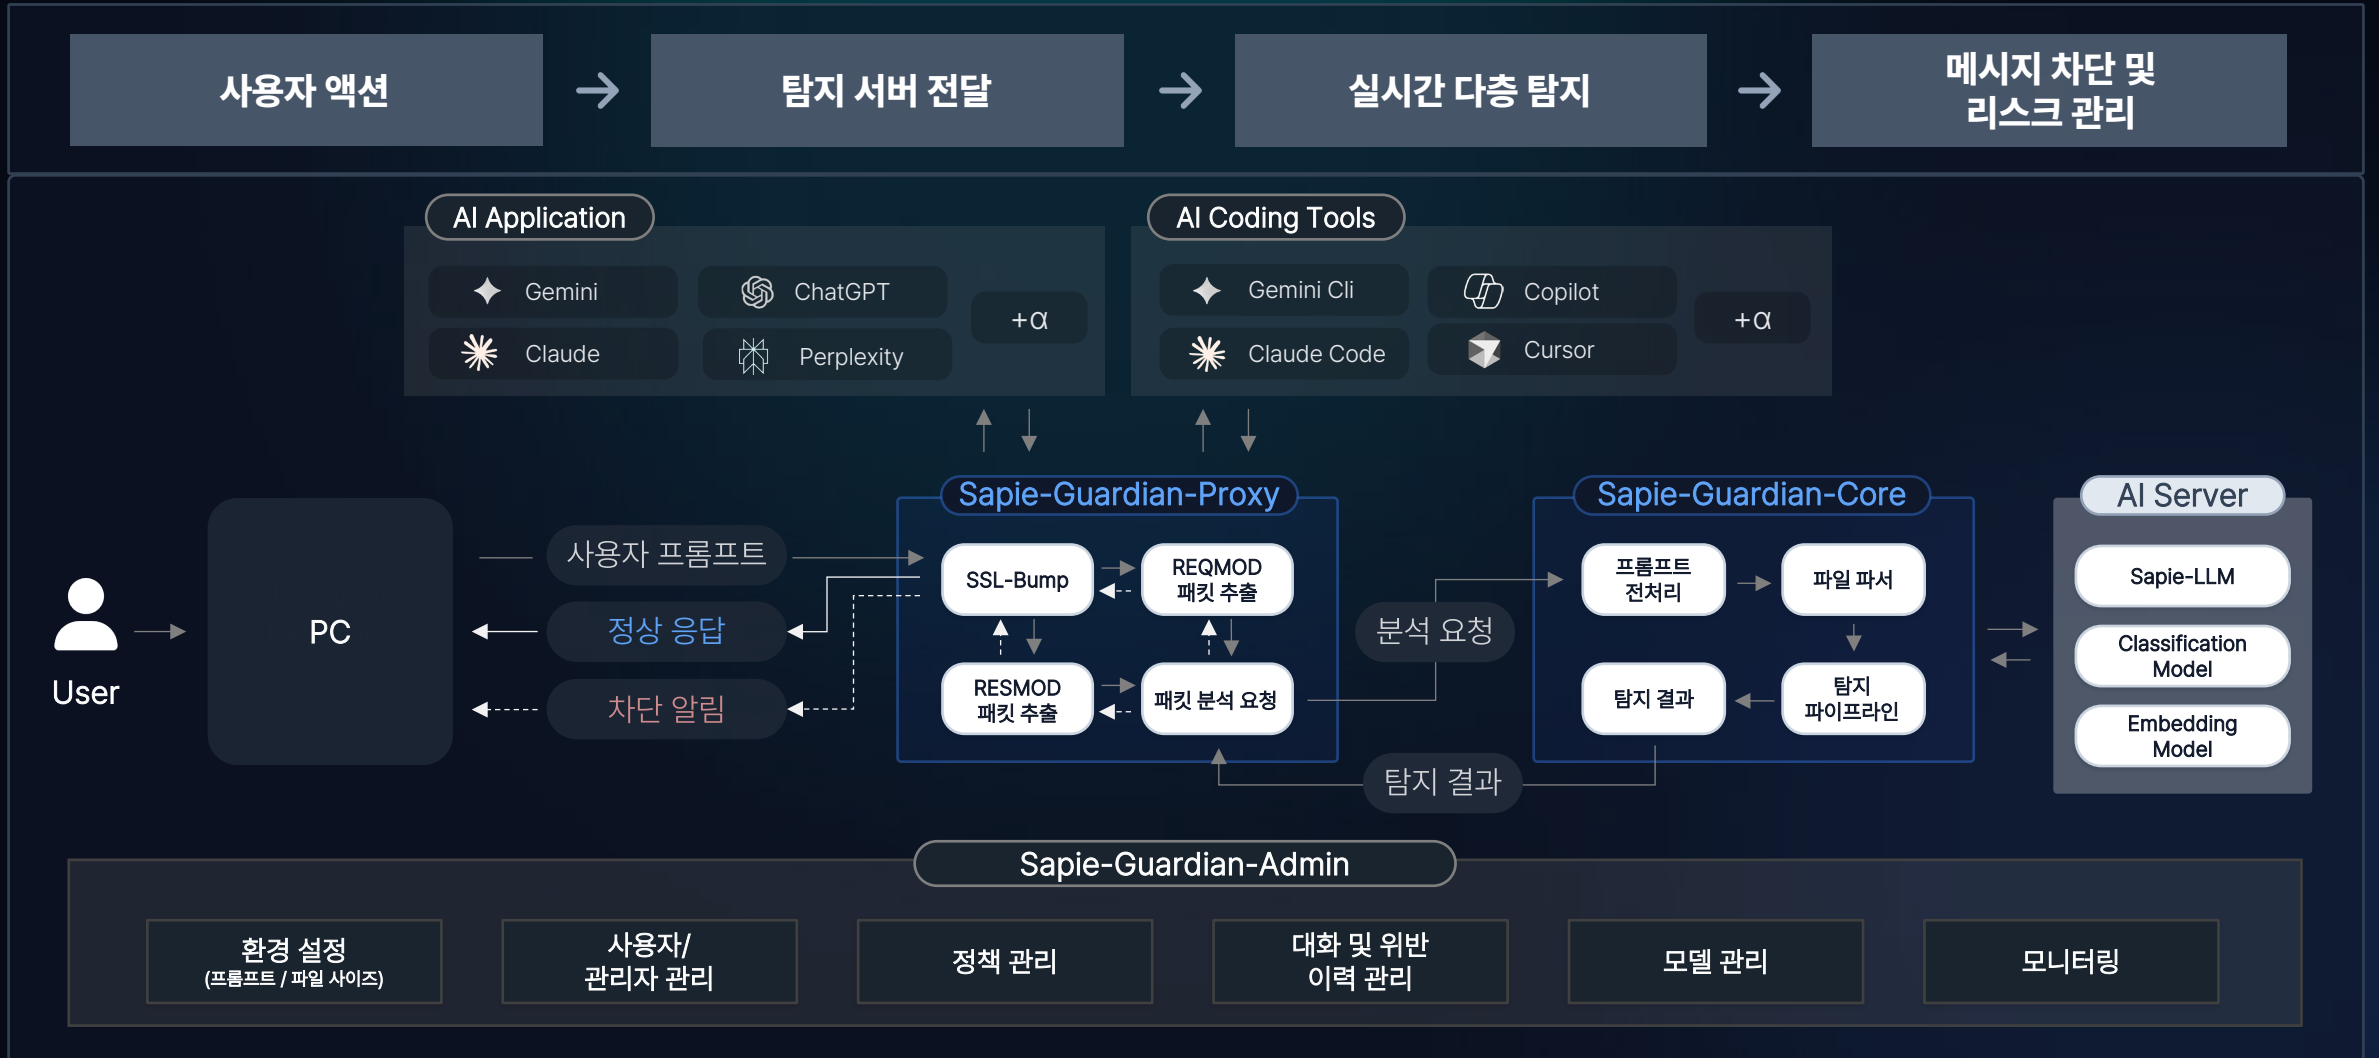 사용자 액션
탐지 서버 전달
실시간 다층 탐지
메시지 차단 및
리스크 관리
AI Application
Gemini
ChatGPT
Claude
Perplexity
+α
AI Coding Tools
Gemini Cli
Copilot
Claude Code
Cursor
+α
User
PC
사용자 프롬프트
정상 응답
차단 알림
Sapie-Guardian-Proxy
SSL-Bump
REQMOD
패킷 추출
RESMOD
패킷 추출
패킷 분석 요청
분석 요청
탐지 결과
Sapie-Guardian-Core
프롬프트
전처리
파일 파서
탐지 결과
탐지
파이프라인
AI Server
Sapie-LLM
Classification
Model
Embedding
Model
Sapie-Guardian-Admin
환경 설정
(프롬프트 / 파일 사이즈)
사용자/
관리자 관리
정책 관리
대화 및 위반
이력 관리
모델 관리
모니터링